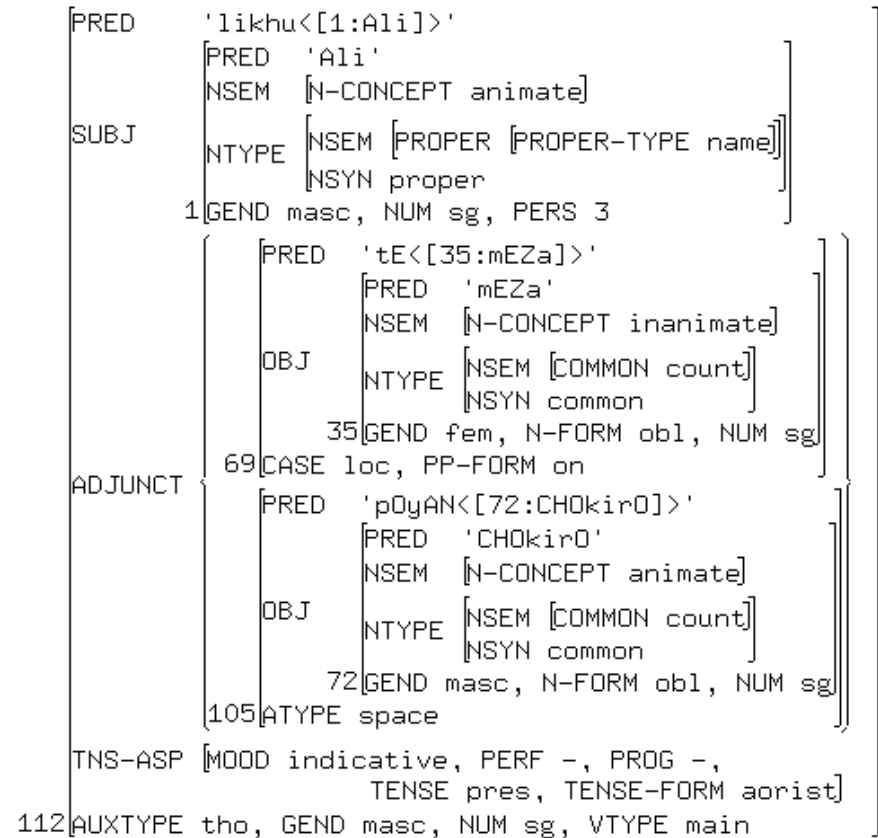 PRED 'likhu<[1:Ali]>'
PRED 'Ali'
NSEM [N-CONCEPT animate]
SUBJ
NTYPE [NSEM [PROPER [PROPER-TYPE name]]
NSYN proper]
1[GEND masc, NUM sg, PERS 3]
PRED 'tE<[35:mEZa]>'
PRED 'mEZa'
NSEM [N-CONCEPT inanimate]
OBJ
NTYPE [NSEM [COMMON count]
NSYN common]
35[GEND fem, N-FORM obl, NUM sg]
69[CASE loc, PP-FORM on]
ADJUNCT
PRED 'pOyAN<[72:CHOkirO]>'
PRED 'CHOkirO'
NSEM [N-CONCEPT animate]
OBJ
NTYPE [NSEM [COMMON count]
NSYN common]
72[GEND masc, N-FORM obl, NUM sg]
105[ATYPE space]
TNS-ASP [MOOD indicative, PERF -, PROG -,
TENSE pres, TENSE-FORM aorist]
112[AUXTYPE tho, GEND masc, NUM sg, VTYPE main]